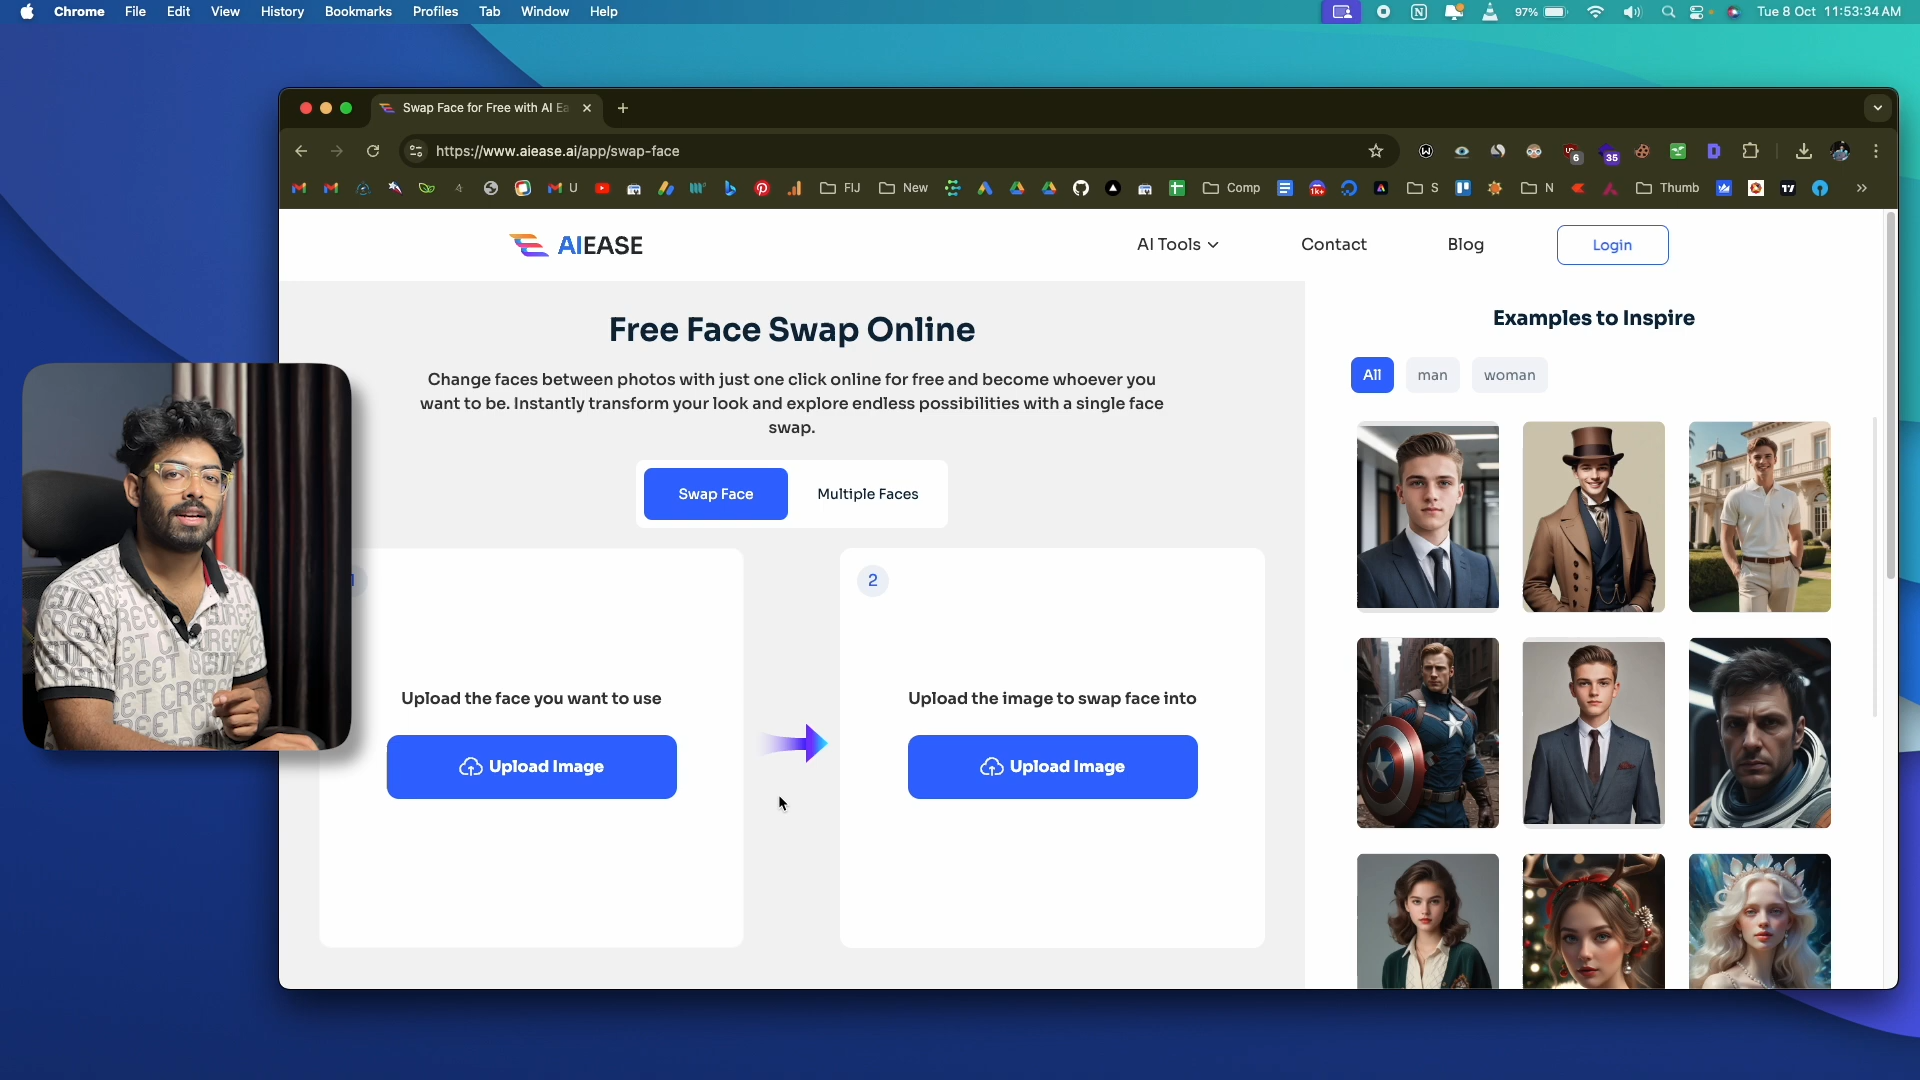 Chrome File Edit View History Bookmarks Profiles Tab Window Help
97% Tue 8 Oct 11:53:34 AM
Swap Face for Free with AI Ea
https://www.aiease.ai/app/swap-face
6
35
U FIJ New Comp 1k+ S N Thumb
AIEASE
AI Tools Contact Blog Login
Free Face Swap Online
Change faces between photos with just one click online for free and become whoever you
want to be. Instantly transform your look and explore endless possibilities with a single face
swap.
Swap Face Multiple Faces
1
Upload the face you want to use
Upload Image
2
Upload the image to swap face into
Upload Image
Examples to Inspire
All man woman